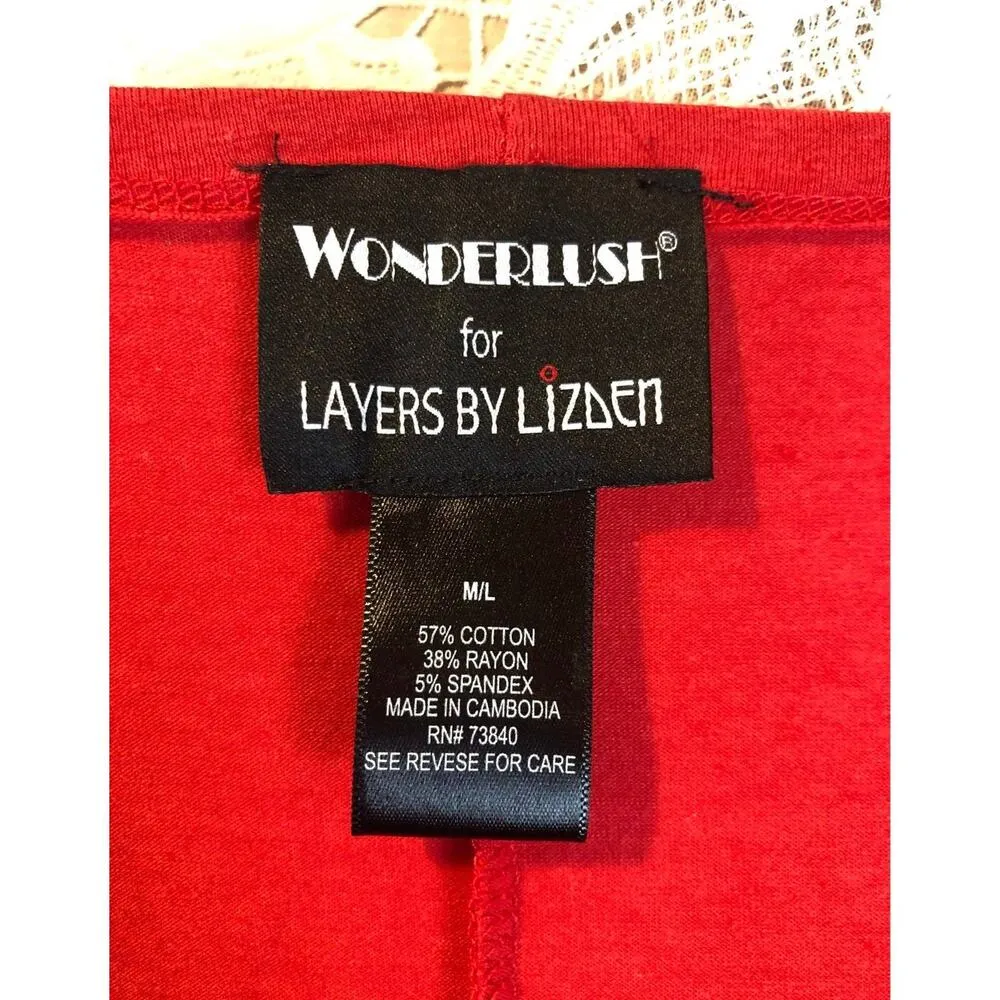 WONDERLUSH®
for
LAYERS BY LiZDEN
M/L
57% COTTON
38% RAYON
5% SPANDEX
MADE IN CAMBODIA
RN# 73840
SEE REVESE FOR CARE